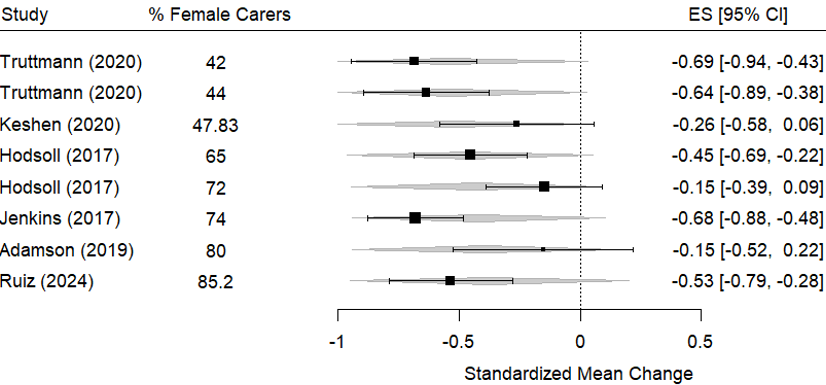 Study % Female Carers ES [95% CI]
Truttmann (2020) 42 -0.69 [-0.94, -0.43]
Truttmann (2020) 44 -0.64 [-0.89, -0.38]
Keshen (2020) 47.83 -0.26 [-0.58, 0.06]
Hodsoll (2017) 65 -0.45 [-0.69, -0.22]
Hodsoll (2017) 72 -0.15 [-0.39, 0.09]
Jenkins (2017) 74 -0.68 [-0.88, -0.48]
Adamson (2019) 80 -0.15 [-0.52, 0.22]
Ruiz (2024) 85.2 -0.53 [-0.79, -0.28]
-1 -0.5 0 0.5
Standardized Mean Change